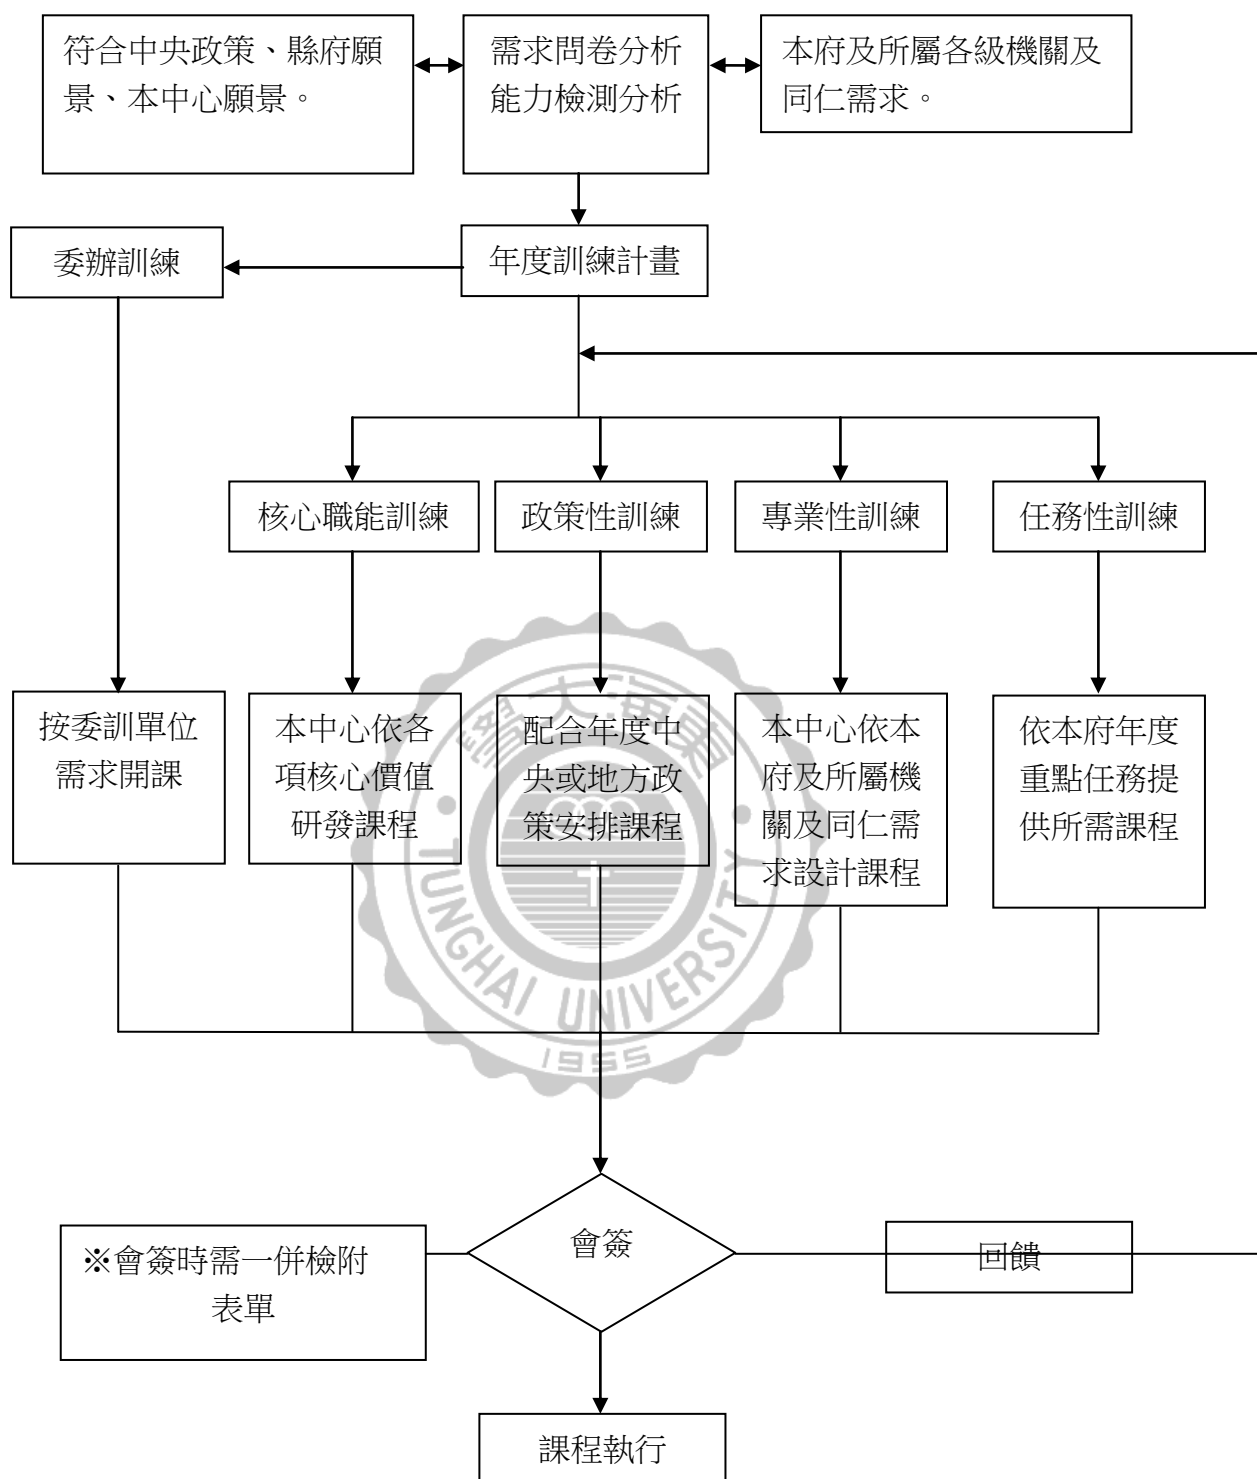 符合中央政策、縣府願
景、本中心願景。
需求問卷分析
能力檢測分析
本府及所屬各級機關及
同仁需求。
委辦訓練
年度訓練計畫
核心職能訓練
政策性訓練
專業性訓練
任務性訓練
按委訓單位
需求開課
本中心依各
項核心價值
研發課程
配合年度中
央或地方政
策安排課程
本中心依本
府及所屬機
關及同仁需
求設計課程
依本府年度
重點任務提
供所需課程
學大海東
TUNGHAI UNIVERSITY
1955
※會簽時需一併檢附
表單
會簽
回饋
課程執行